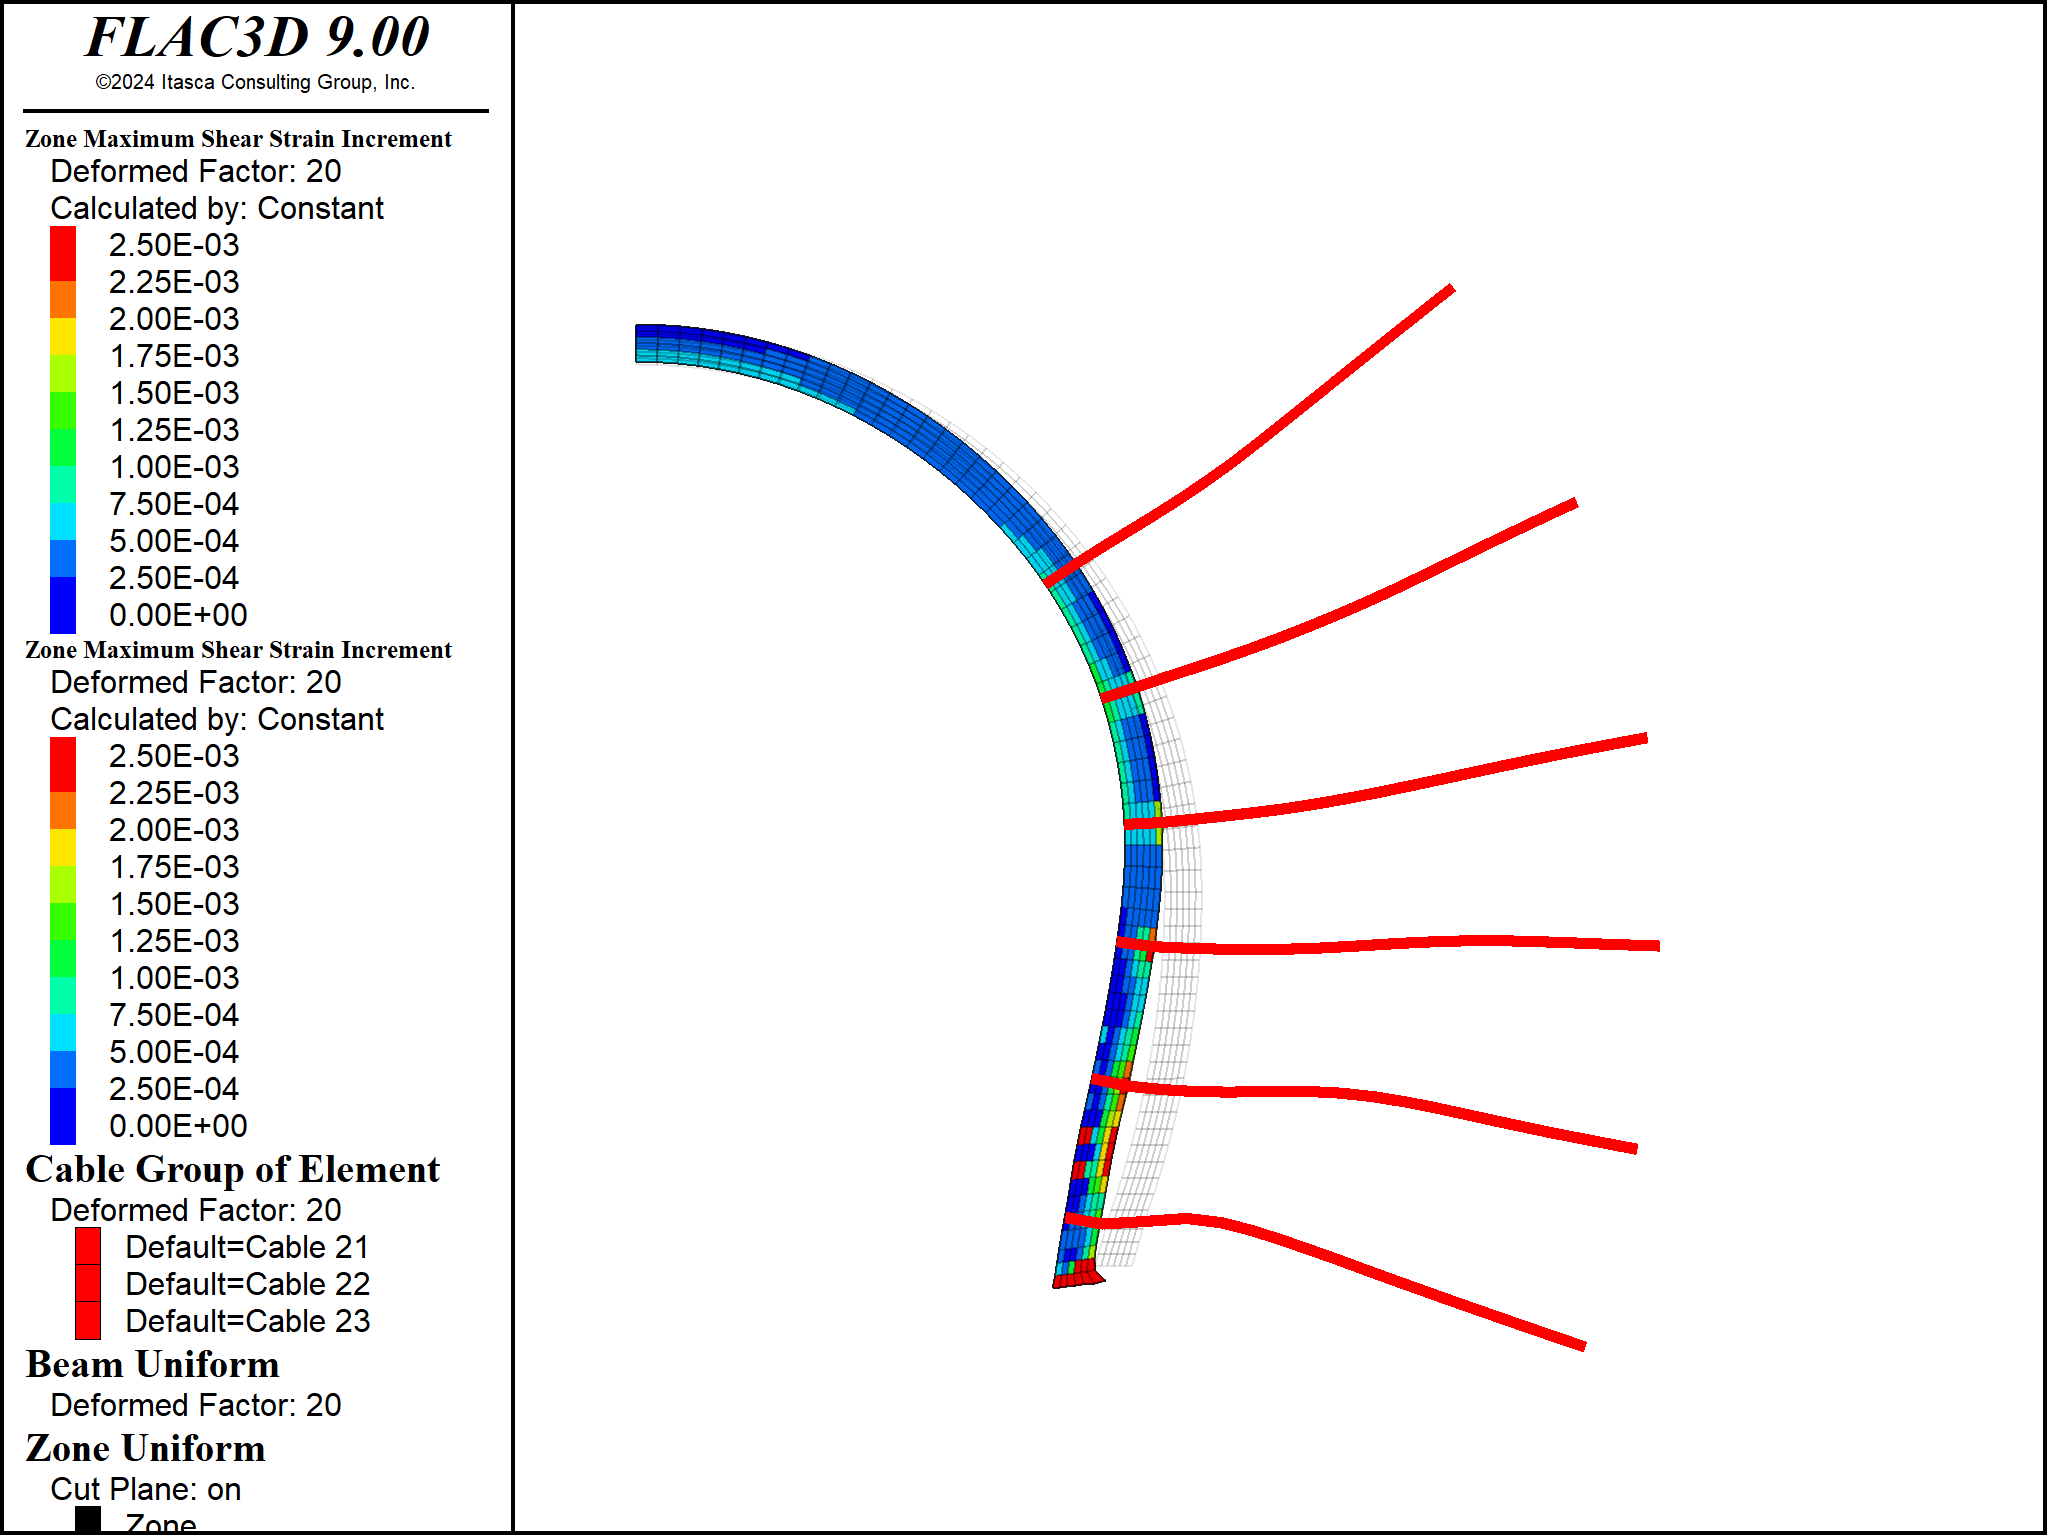 FLAC3D 9.00
©2024 Itasca Consulting Group, Inc.
Zone Maximum Shear Strain Increment
Deformed Factor: 20
Calculated by: Constant
2.50E-03
2.25E-03
2.00E-03
1.75E-03
1.50E-03
1.25E-03
1.00E-03
7.50E-04
5.00E-04
2.50E-04
0.00E+00
Zone Maximum Shear Strain Increment
Deformed Factor: 20
Calculated by: Constant
2.50E-03
2.25E-03
2.00E-03
1.75E-03
1.50E-03
1.25E-03
1.00E-03
7.50E-04
5.00E-04
2.50E-04
0.00E+00
Cable Group of Element
Deformed Factor: 20
Default=Cable 21
Default=Cable 22
Default=Cable 23
Beam Uniform
Deformed Factor: 20
Zone Uniform
Cut Plane: on
Zone